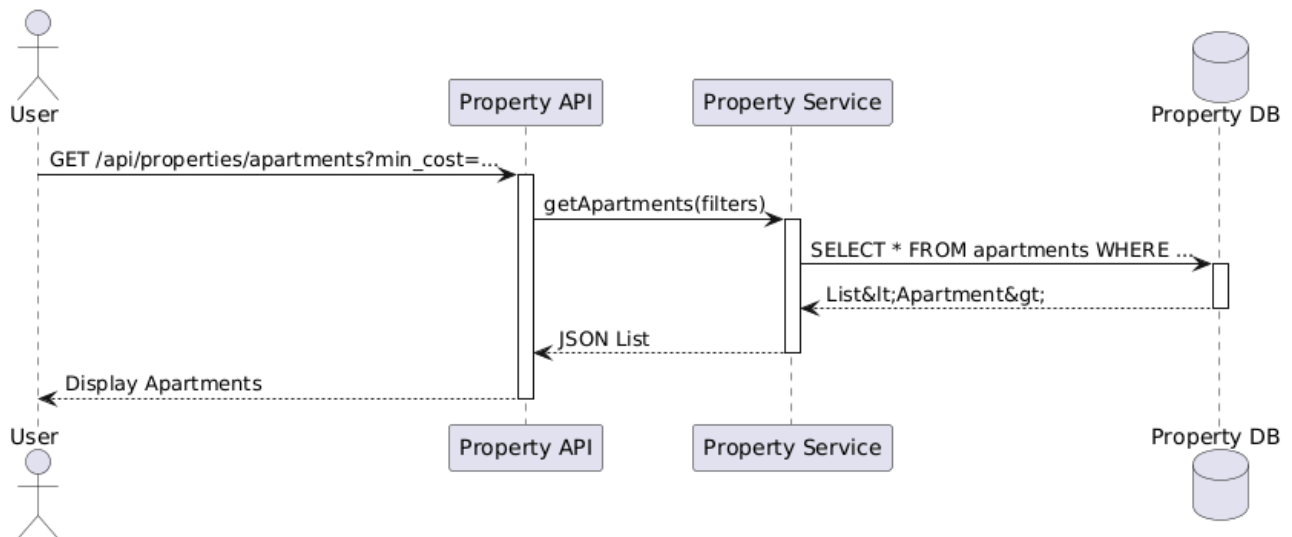 User
Property API
Property Service
Property DB
GET /api/properties/apartments?min_cost=...
getApartments(filters)
SELECT * FROM apartments WHERE ...
List&lt;Apartment&gt;
JSON List
Display Apartments
User
Property API
Property Service
Property DB